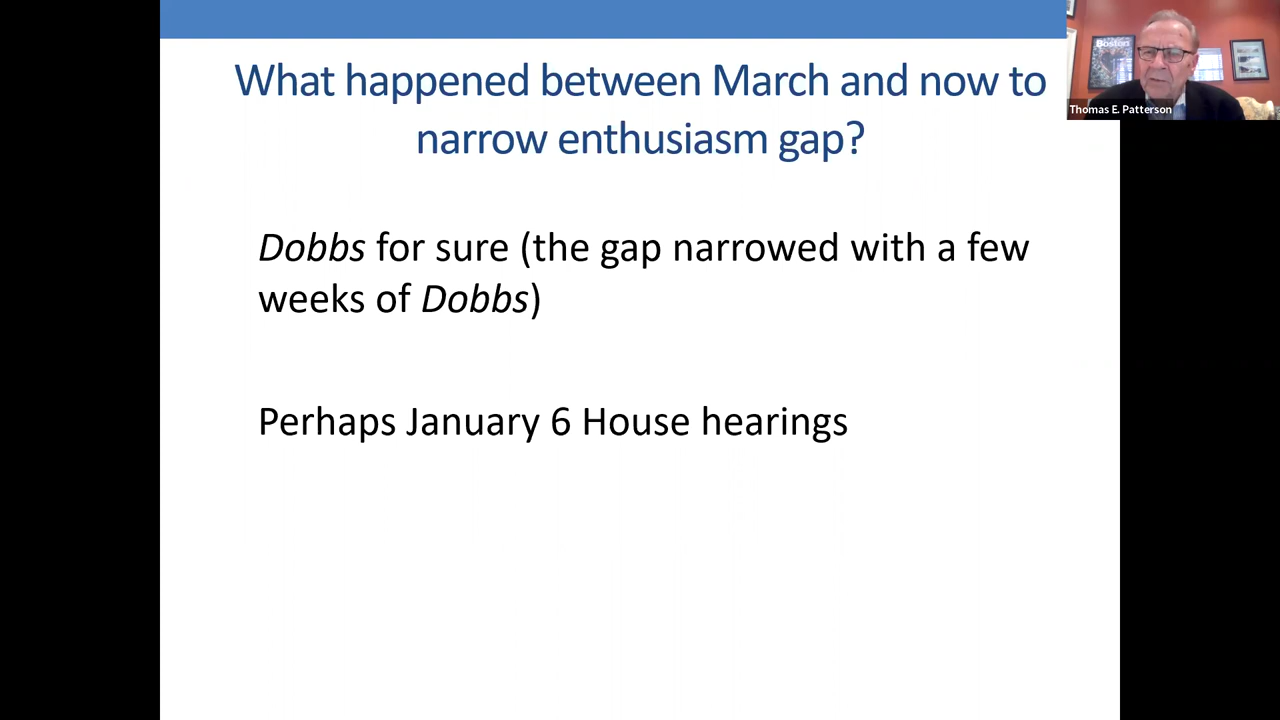 What happened between March and now to
narrow enthusiasm gap?
Dobbs for sure (the gap narrowed with a few
weeks of Dobbs)
Perhaps January 6 House hearings
Boston
Thomas E. Patterson